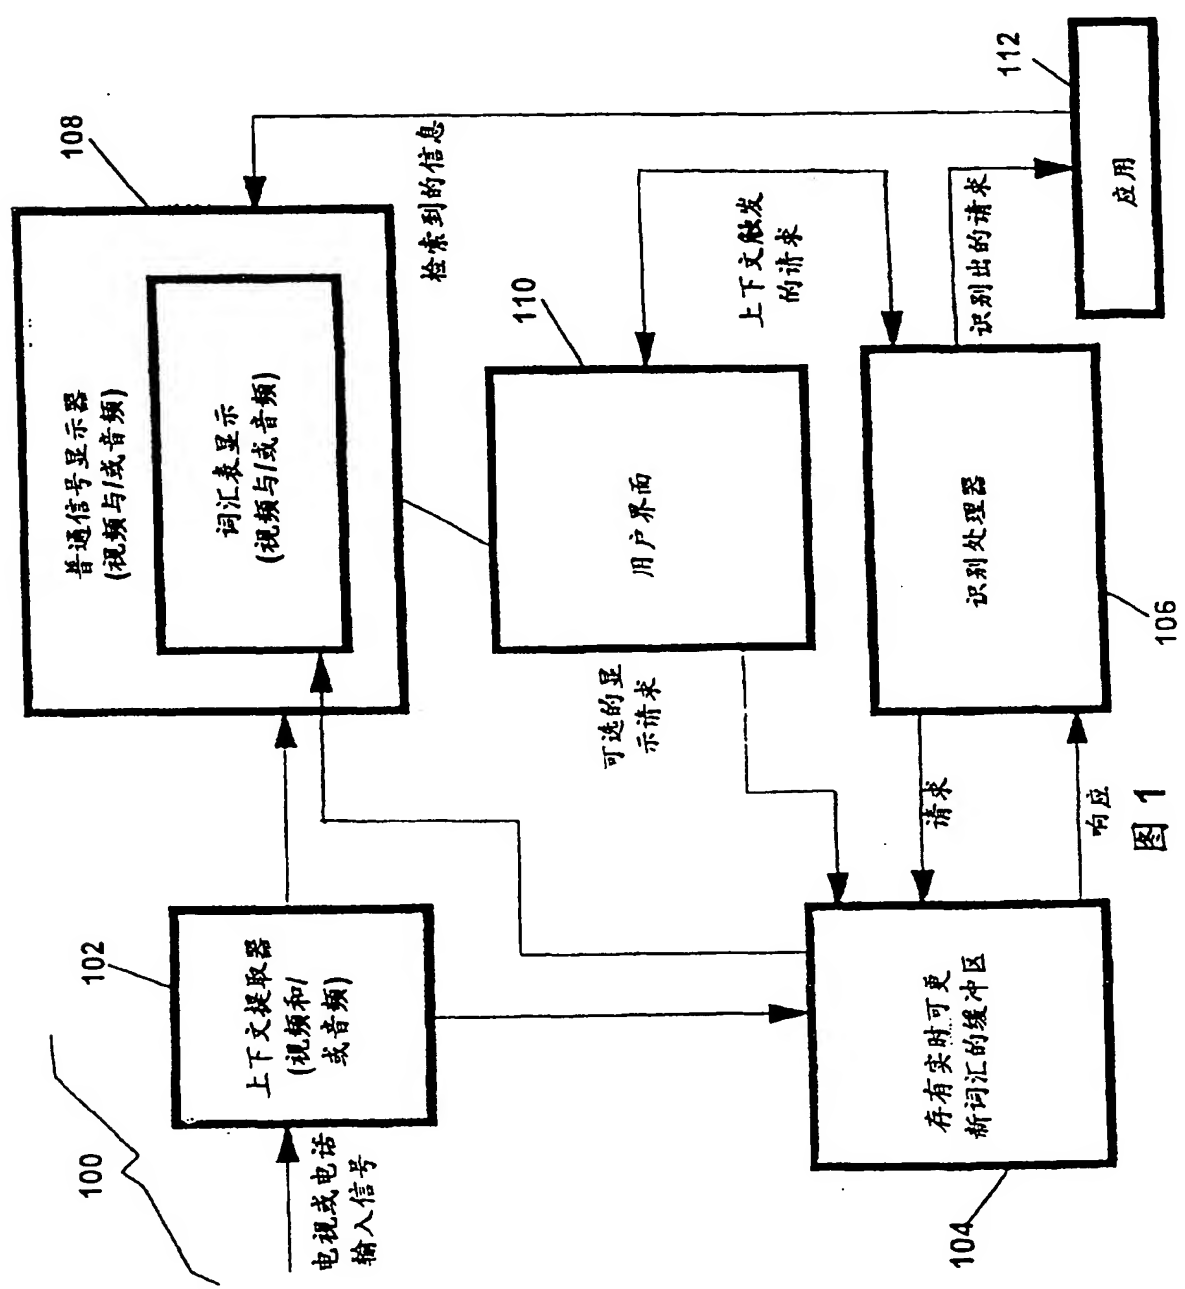 100
电视或电话
输入信号
102
上下文提取器
(视频和/
或音频)
108
普通信号显示器
(视频与/或音频)
词汇表显示
(视频与/或音频)
检索到的信息
110
用户界面
可选的显
示请求
上下文触发
的请求
104
存有实时可更
新词汇的缓冲区
请求
响应
106
识别处理器
识别出的请求
112
应用
图 1